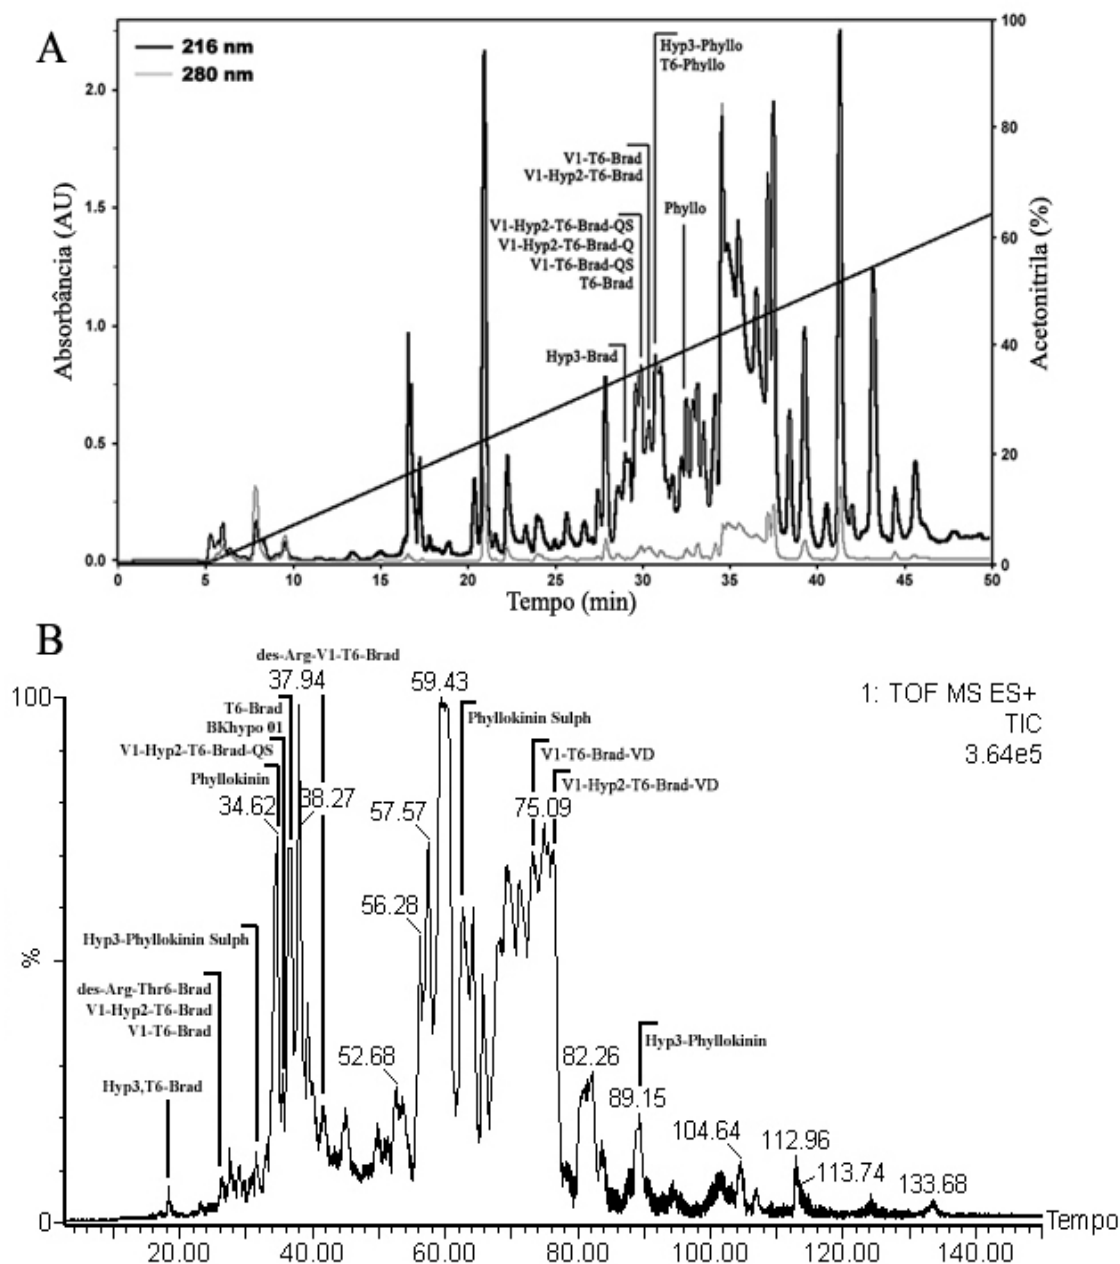 A
216 nm
280 nm
Hyp3-Phyllo
T6-Phyllo
V1-T6-Brad
V1-Hyp2-T6-Brad
Phyllo
V1-Hyp2-T6-Brad-QS
V1-Hyp2-T6-Brad-Q
V1-T6-Brad-QS
T6-Brad
Hyp3-Brad
Absorbância (AU)
2.0
1.5
1.0
0.5
0.0
Acetonitrila (%)
100
80
60
40
20
0
0 5 10 15 20 25 30 35 40 45 50
Tempo (min)
B
des-Arg-V1-T6-Brad
37.94
59.43
1: TOF MS ES+
TIC
3.64e5
T6-Brad
BKhypo 01
V1-Hyp2-T6-Brad-QS
Phyllokinin
34.62
38.27
Phyllokinin Sulph
V1-T6-Brad-VD
V1-Hyp2-T6-Brad-VD
75.09
57.57
56.28
Hyp3-Phyllokinin Sulph
des-Arg-Thr6-Brad
V1-Hyp2-T6-Brad
V1-T6-Brad
Hyp3,T6-Brad
52.68
Hyp3-Phyllokinin
82.26
89.15
104.64
112.96
113.74
133.68
100
%
0
Tempo
20.00 40.00 60.00 80.00 100.00 120.00 140.00